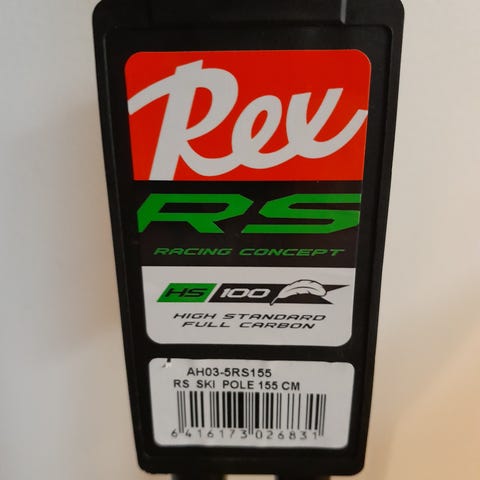 Rex
RS
RACING CONCEPT
HS 100
HIGH STANDARD
FULL CARBON
AH03-5RS155
RS SKI POLE 155 CM
6416173026831